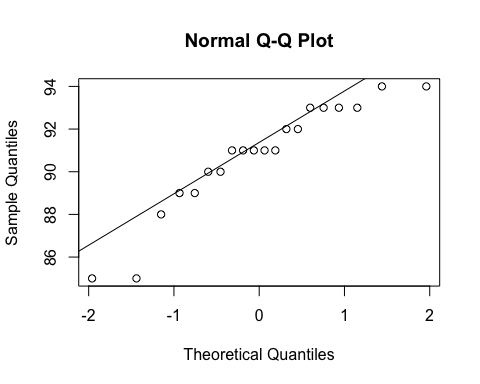 Normal Q-Q Plot
94
92
90
88
86
Sample Quantiles
-2 -1 0 1 2
Theoretical Quantiles